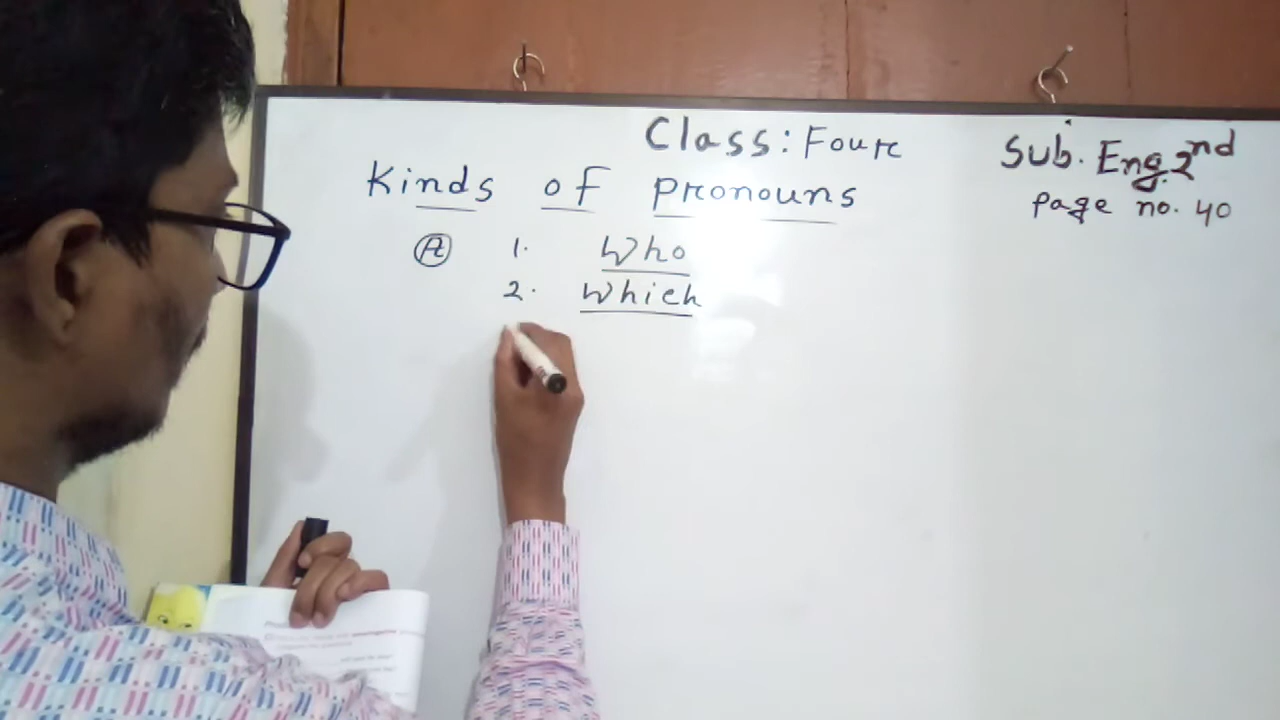 Class: Four
Sub. Eng. 2nd
page no. 40
Kinds of pronouns
A 1. Who
2. Which